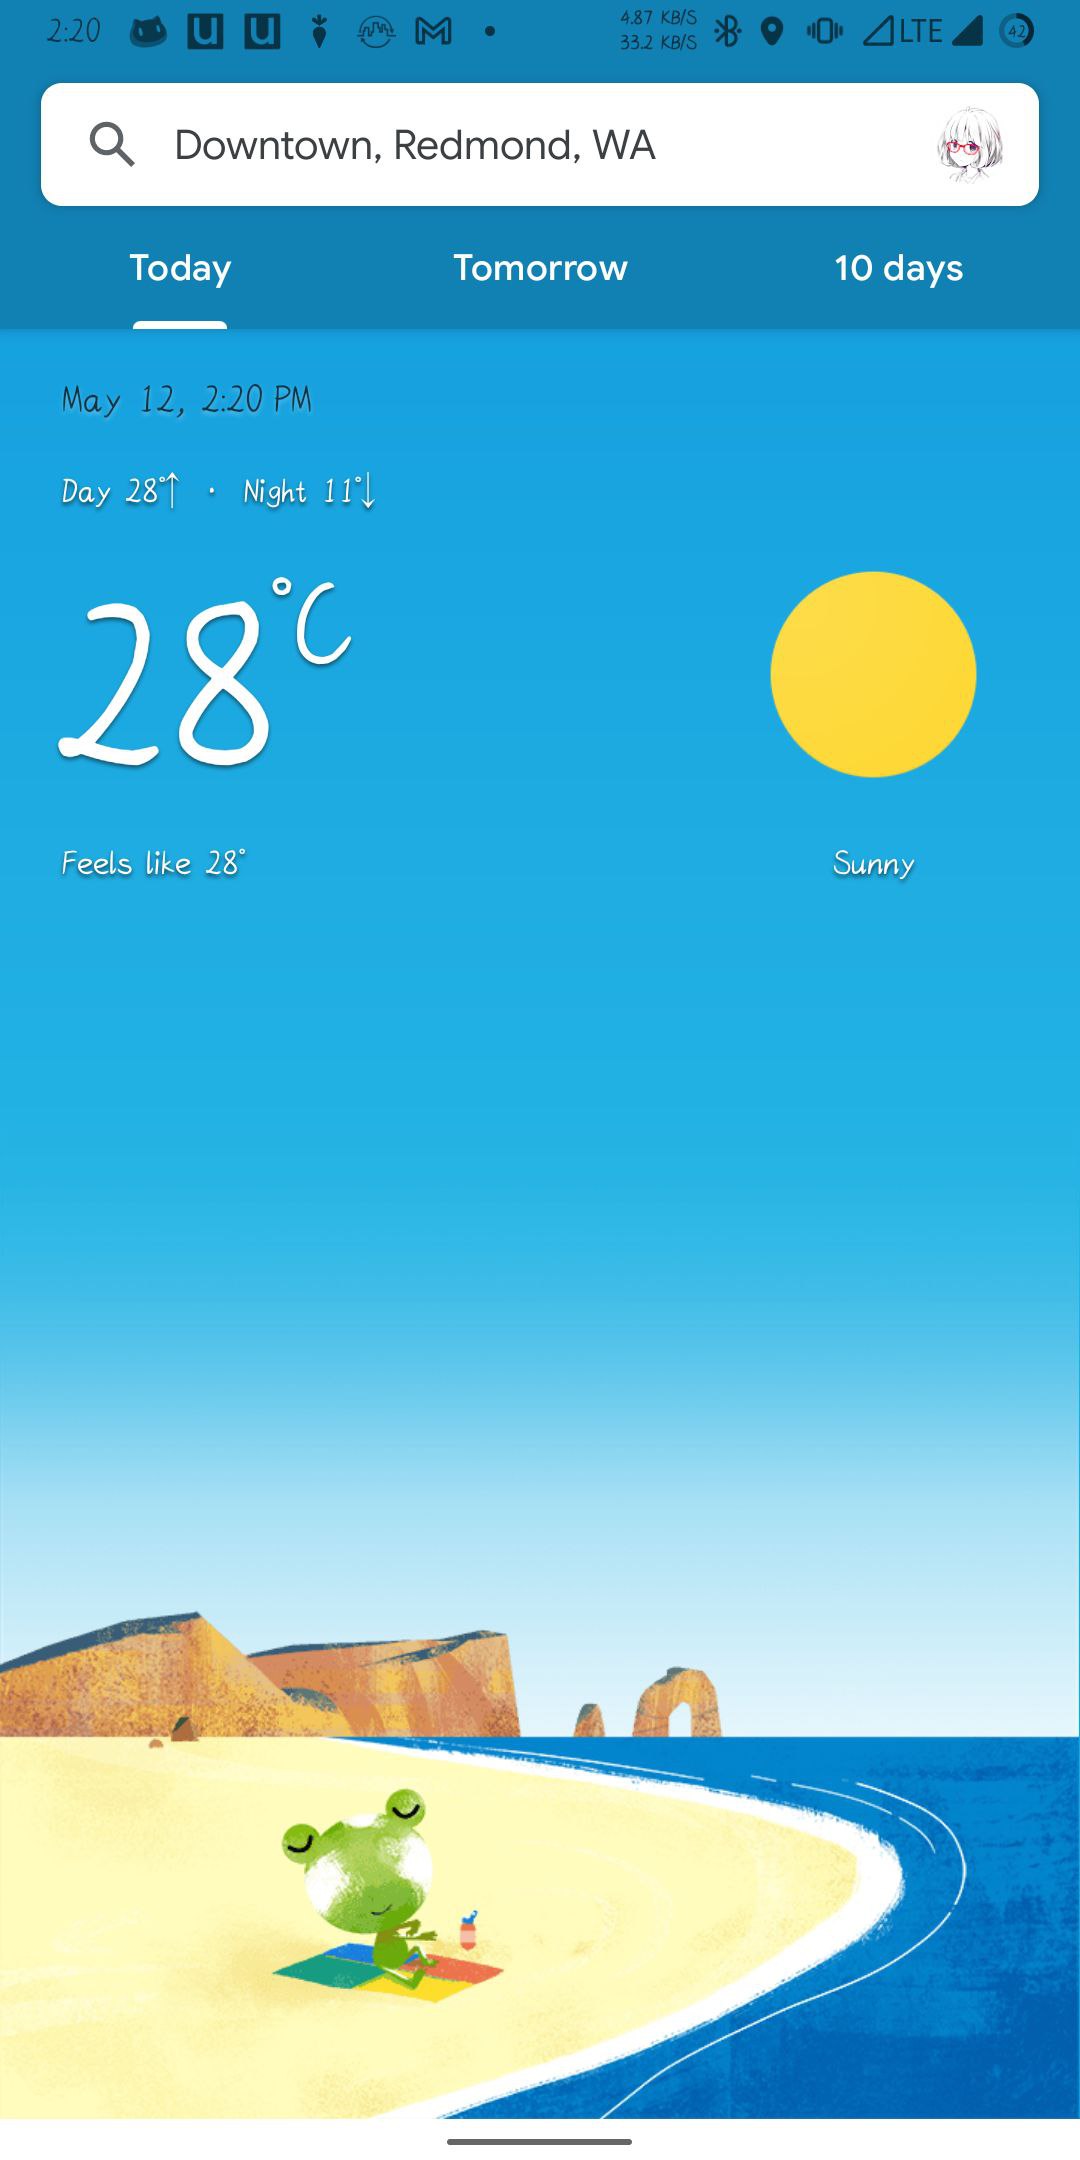 2:20
4.87 KB/S
33.2 KB/S
LTE
42
Downtown, Redmond, WA
Today Tomorrow 10 days
May 12, 2:20 PM
Day 28°↑ · Night 11°↓
28°C
Feels like 28°
Sunny